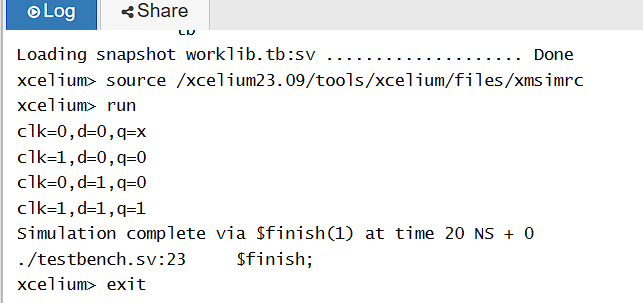 Log Share
tb
Loading snapshot worklib.tb:sv .................... Done
xcelium> source /xcelium23.09/tools/xcelium/files/xmsimrc
xcelium> run
clk=0,d=0,q=x
clk=1,d=0,q=0
clk=0,d=1,q=0
clk=1,d=1,q=1
Simulation complete via $finish(1) at time 20 NS + 0
./testbench.sv:23     $finish;
xcelium> exit